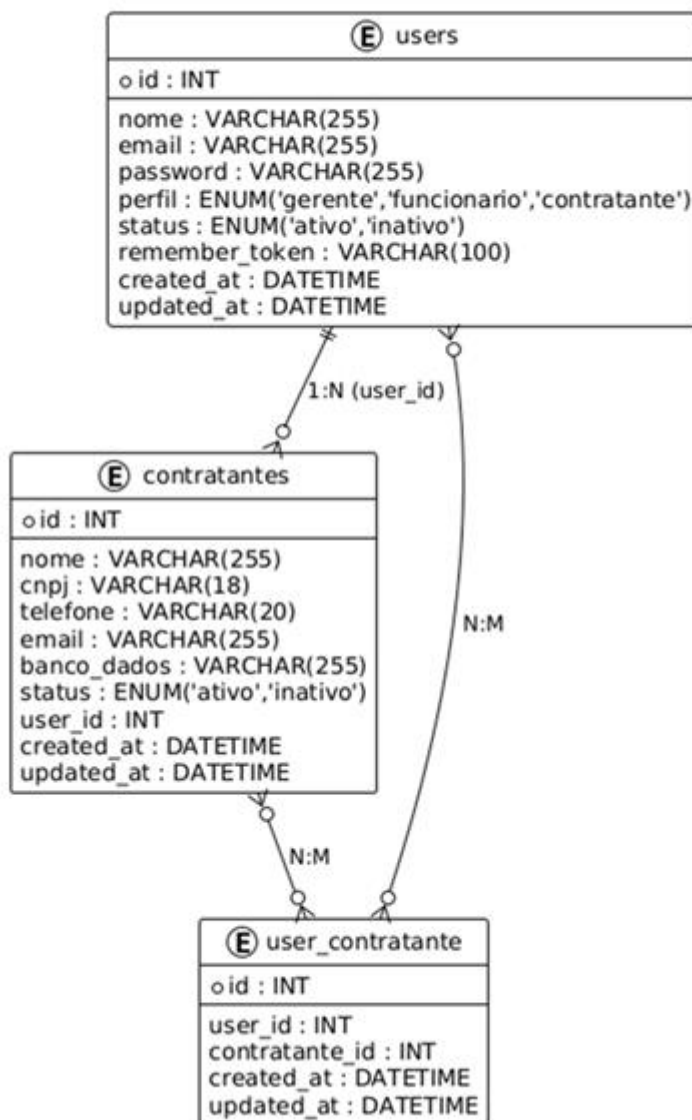 E users
id : INT
nome : VARCHAR(255)
email : VARCHAR(255)
password : VARCHAR(255)
perfil : ENUM('gerente','funcionario','contratante')
status : ENUM('ativo','inativo')
remember_token : VARCHAR(100)
created_at : DATETIME
updated_at : DATETIME
1:N (user_id)
E contratantes
id : INT
nome : VARCHAR(255)
cnpj : VARCHAR(18)
telefone : VARCHAR(20)
email : VARCHAR(255)
banco_dados : VARCHAR(255)
status : ENUM('ativo','inativo')
user_id : INT
created_at : DATETIME
updated_at : DATETIME
N:M
N:M
E user_contratante
id : INT
user_id : INT
contratante_id : INT
created_at : DATETIME
updated_at : DATETIME